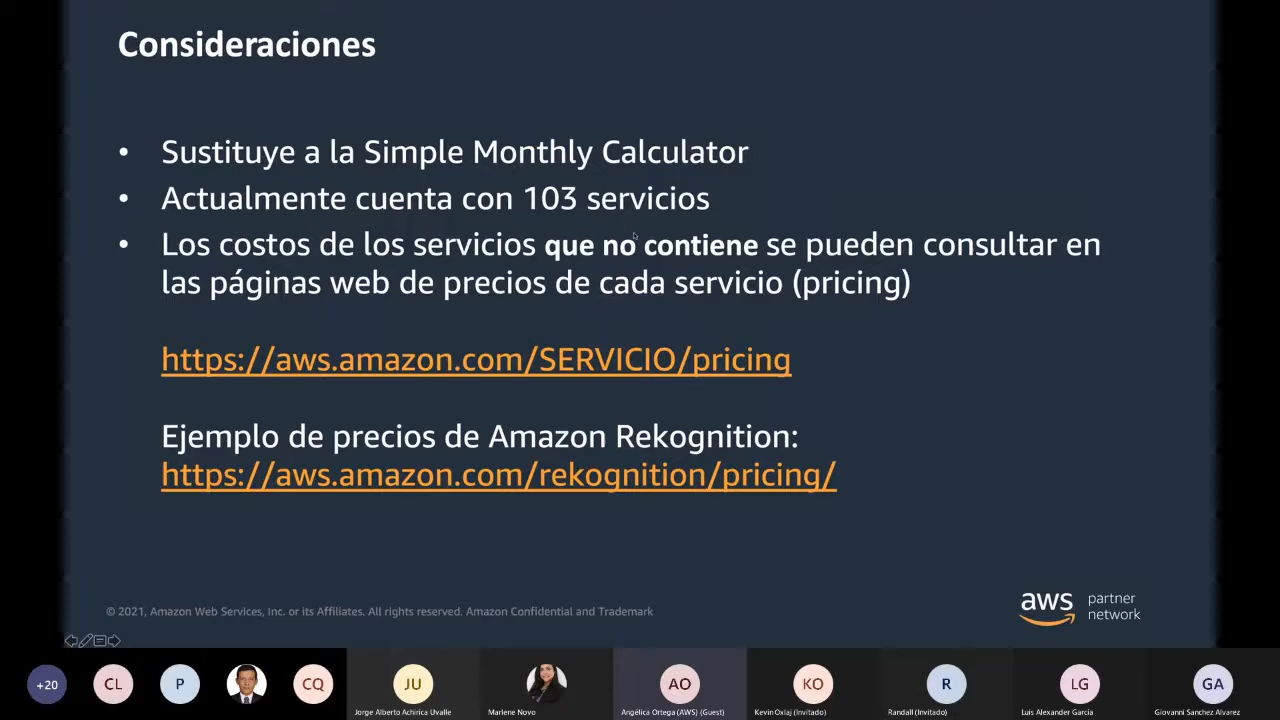 Consideraciones
• Sustituye a la Simple Monthly Calculator
• Actualmente cuenta con 103 servicios
• Los costos de los servicios que no contiene se pueden consultar en
las páginas web de precios de cada servicio (pricing)
https://aws.amazon.com/SERVICIO/pricing
Ejemplo de precios de Amazon Rekognition:
https://aws.amazon.com/rekognition/pricing/
© 2021, Amazon Web Services, Inc. or its Affiliates. All rights reserved. Amazon Confidential and Trademark
aws
partner
network
+20
CL
P
CQ
JU
AO
KO
R
LG
GA
Jorge Alberto Achirica Uvalle
Marlene Novo
Angélica Ortega (AWS) (Guest)
Kevin Oxlaj (Invitado)
Randall (Invitado)
Luis Alexander García
Giovanni Sanchez Alvarez